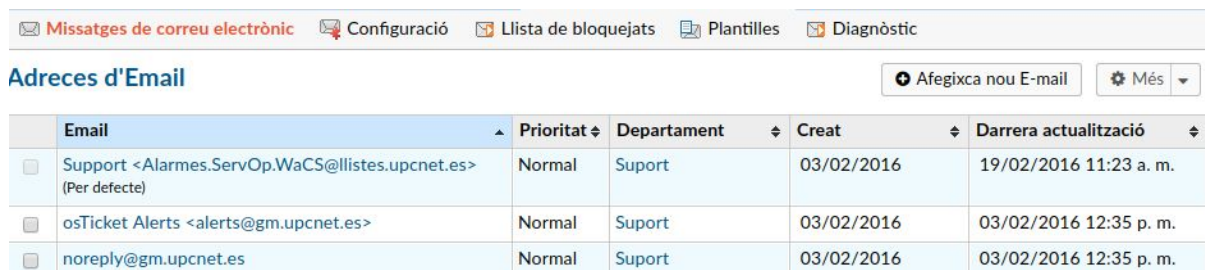 Missatges de correu electrònic Configuració Llista de bloquejats Plantilles Diagnòstic
Adreces d'Email Afegixca nou E-mail Més
Email Prioritat Departament Creat Darrera actualització
Support <Alarmes.ServOp.WaCS@llistes.upcnet.es> Normal Suport 03/02/2016 19/02/2016 11:23 a. m.
(Per defecte)
osTicket Alerts <alerts@gm.upcnet.es> Normal Suport 03/02/2016 03/02/2016 12:35 p. m.
noreply@gm.upcnet.es Normal Suport 03/02/2016 03/02/2016 12:35 p. m.